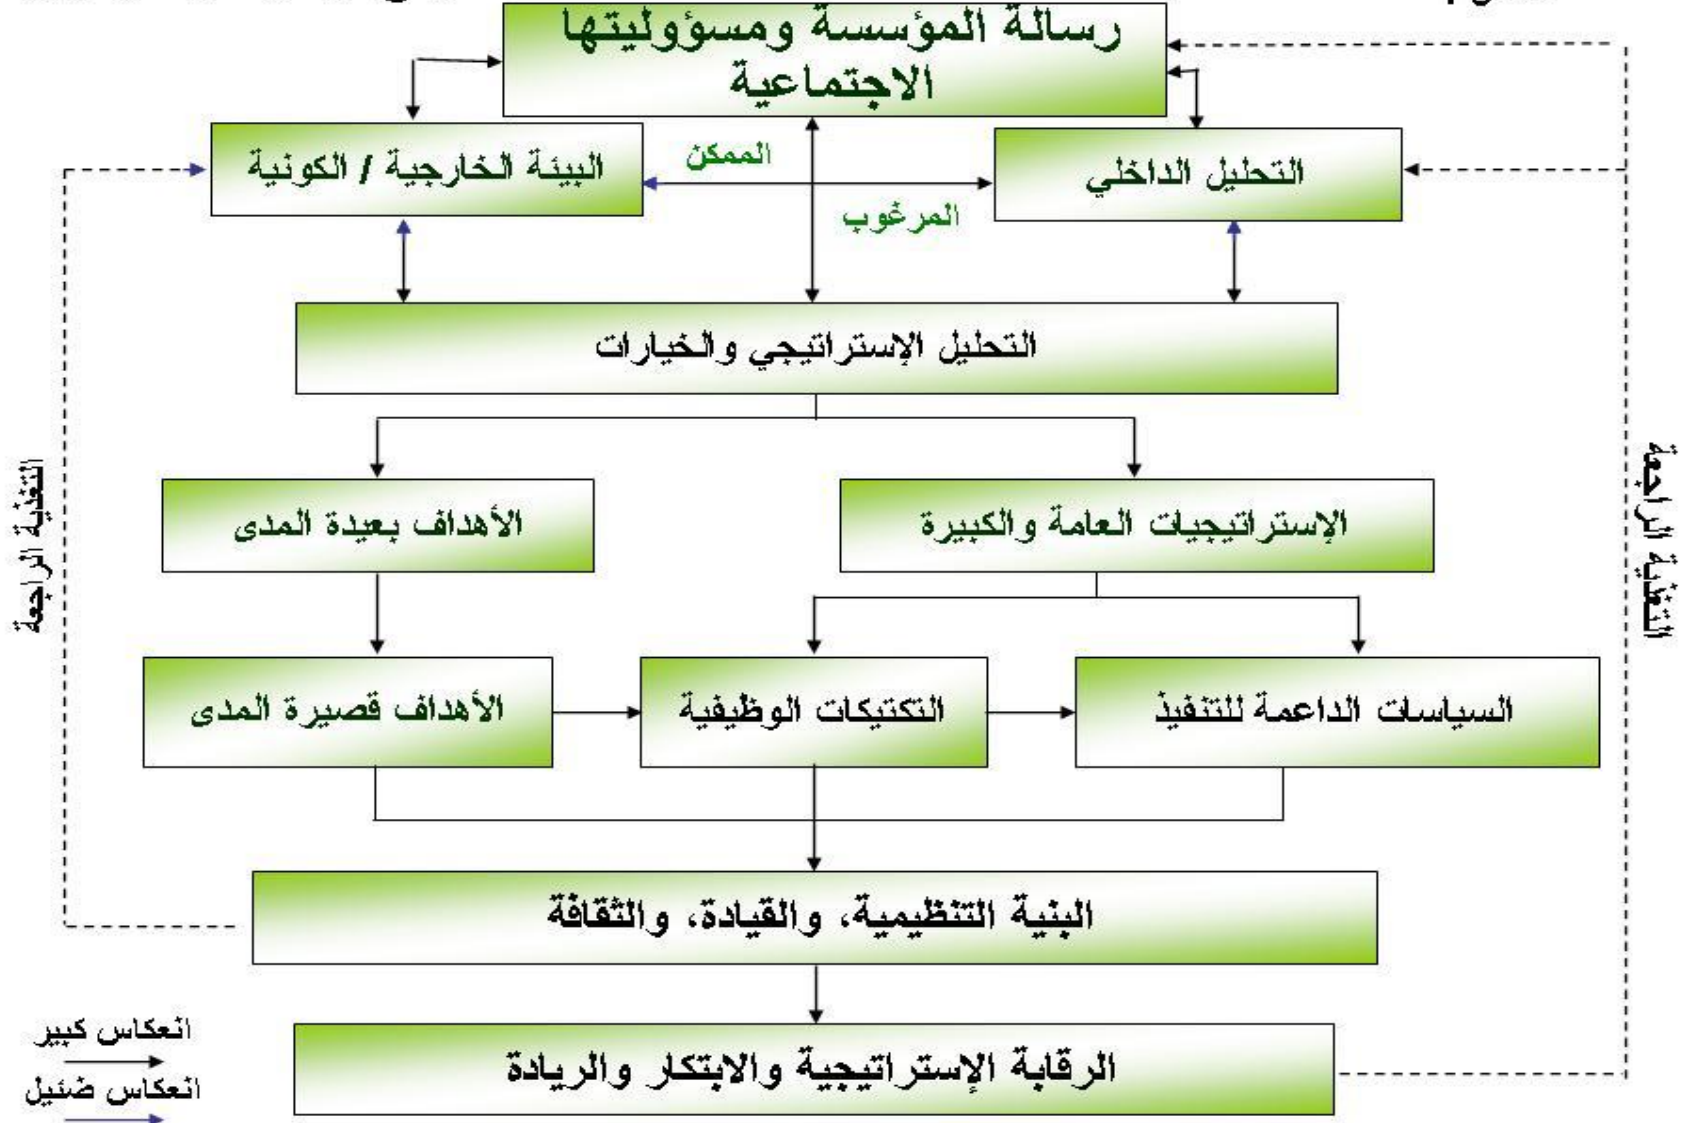 رسالة المؤسسة ومسؤوليتها
الاجتماعية
التحليل الداخلي
الممكن
المرغوب
البيئة الخارجية / الكونية
التحليل الإستراتيجي والخيارات
الإستراتيجيات العامة والكبيرة
الأهداف بعيدة المدى
التغذية الراجعة
التغذية الراجعة
السياسات الداعمة للتنفيذ
التكتيكات الوظيفية
الأهداف قصيرة المدى
البنية التنظيمية، والقيادة، والثقافة
الرقابة الإستراتيجية والابتكار والريادة
انعكاس كبير
انعكاس ضئيل